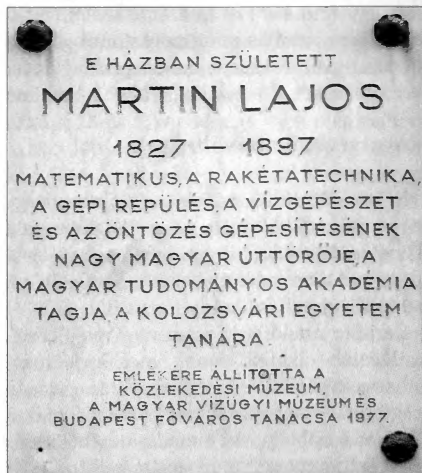 E HÁZBAN SZÜLETETT
MARTIN LAJOS
1827 — 1897
MATEMATIKUS, A RAKÉTATECHNIKA,
A GÉPI REPÜLÉS, A VÍZGÉPÉSZET
ÉS AZ ÖNTÖZÉS GÉPESITÉSÉNEK
NAGY MAGYAR ÚTTÖRŐJE, A
MAGYAR TUDOMÁNYOS AKADÉMIA
TAGJA, A KOLOZSVÁRI EGYETEM
TANÁRA.
EMLÉKÉRE ÁLLÍTOTTA A
KÖZLEKEDÉSI MÚZEUM,
A MAGYAR VÍZÜGYI MÚZEUM ÉS
BUDAPEST FŐVÁROS TANÁCSA 1977.